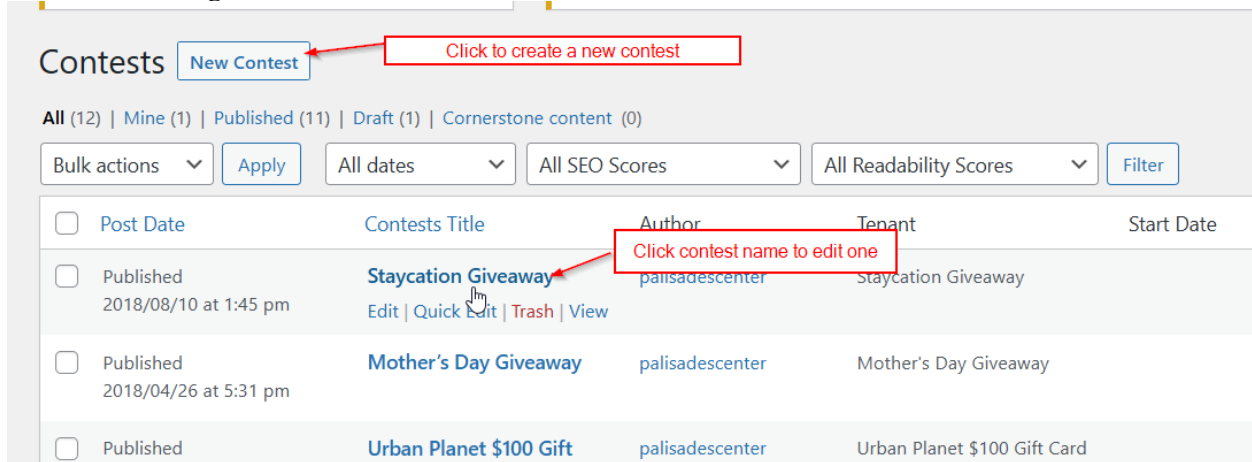 Contests New Contest Click to create a new contest
All (12) | Mine (1) | Published (11) | Draft (1) | Cornerstone content (0)
Bulk actions Apply All dates All SEO Scores All Readability Scores Filter
Post Date Contests Title Author Tenant Start Date
Click contest name to edit one
Published Staycation Giveaway palisadescenter Staycation Giveaway
2018/08/10 at 1:45 pm Edit | Quick Edit | Trash | View
Published Mother's Day Giveaway palisadescenter Mother's Day Giveaway
2018/04/26 at 5:31 pm
Published Urban Planet $100 Gift palisadescenter Urban Planet $100 Gift Card